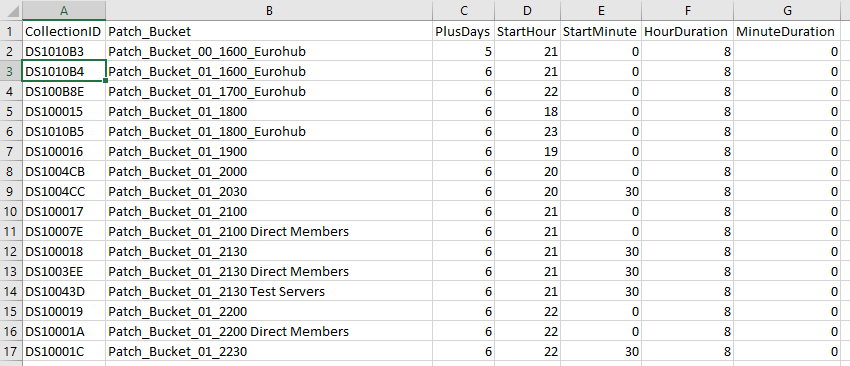 A B C D E F G
1 CollectionID Patch_Bucket PlusDays StartHour StartMinute HourDuration MinuteDuration
2 DS1010B3 Patch_Bucket_00_1600_Eurohub 5 21 0 8 0
3 DS1010B4 Patch_Bucket_01_1600_Eurohub 6 21 0 8 0
4 DS100B8E Patch_Bucket_01_1700_Eurohub 6 22 0 8 0
5 DS100015 Patch_Bucket_01_1800 6 18 0 8 0
6 DS1010B5 Patch_Bucket_01_1800_Eurohub 6 23 0 8 0
7 DS100016 Patch_Bucket_01_1900 6 19 0 8 0
8 DS1004CB Patch_Bucket_01_2000 6 20 0 8 0
9 DS1004CC Patch_Bucket_01_2030 6 20 30 8 0
10 DS100017 Patch_Bucket_01_2100 6 21 0 8 0
11 DS10007E Patch_Bucket_01_2100 Direct Members 6 21 0 8 0
12 DS100018 Patch_Bucket_01_2130 6 21 30 8 0
13 DS1003EE Patch_Bucket_01_2130 Direct Members 6 21 30 8 0
14 DS10043D Patch_Bucket_01_2130 Test Servers 6 21 30 8 0
15 DS100019 Patch_Bucket_01_2200 6 22 0 8 0
16 DS10001A Patch_Bucket_01_2200 Direct Members 6 22 0 8 0
17 DS10001C Patch_Bucket_01_2230 6 22 30 8 0